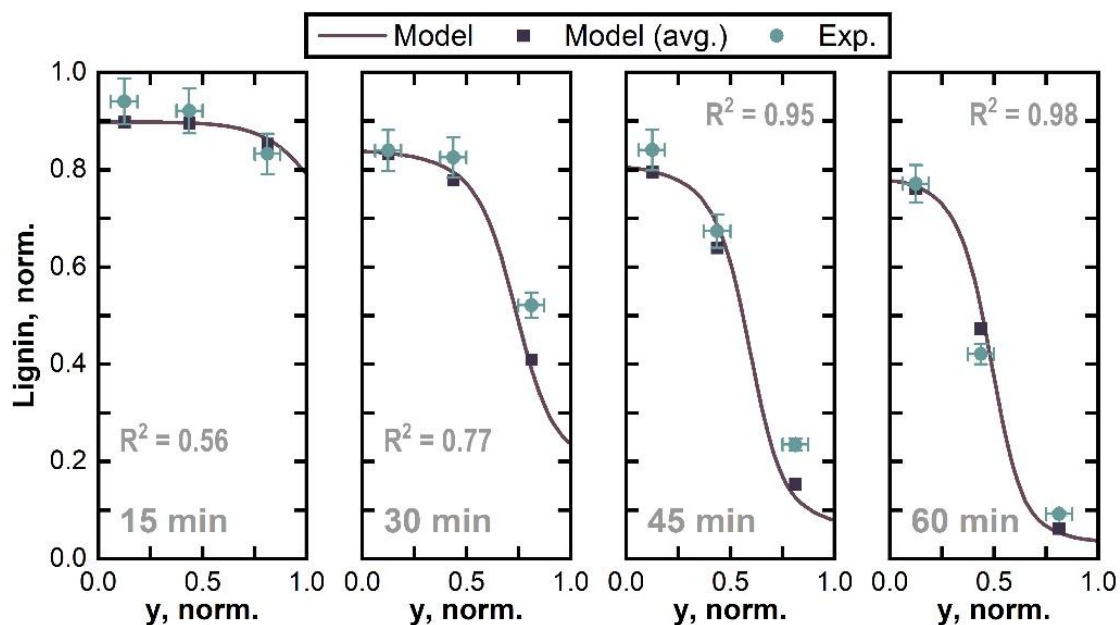 Model Model (avg.) Exp.
Lignin, norm.
1.0
0.8
0.6
0.4
0.2
0.0
R² = 0.56
15 min
0.0 0.5 1.0
y, norm.
R² = 0.77
30 min
0.0 0.5 1.0
y, norm.
R² = 0.95
45 min
0.0 0.5 1.0
y, norm.
R² = 0.98
60 min
0.0 0.5 1.0
y, norm.